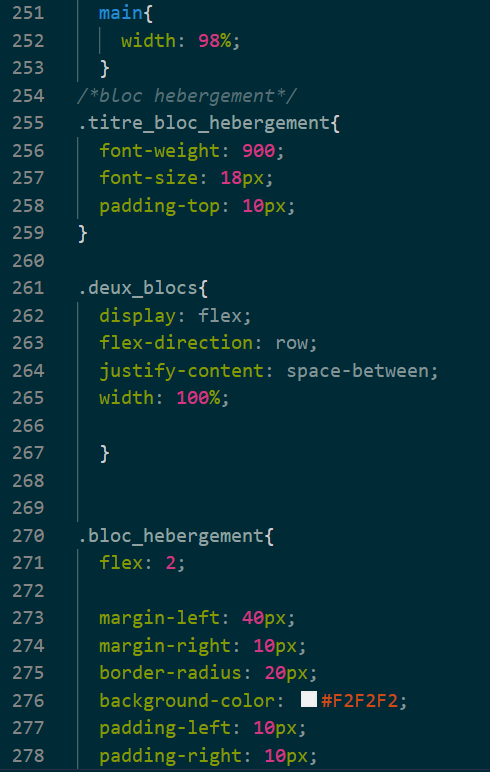 251 main{
252 width: 98%;
253 }
254 /*bloc hebergement*/
255 .titre_bloc_hebergement{
256 font-weight: 900;
257 font-size: 18px;
258 padding-top: 10px;
259 }
260
261 .deux_blocs{
262 display: flex;
263 flex-direction: row;
264 justify-content: space-between;
265 width: 100%;
266
267 }
268
269
270 .bloc_hebergement{
271 flex: 2;
272
273 margin-left: 40px;
274 margin-right: 10px;
275 border-radius: 20px;
276 background-color: #F2F2F2;
277 padding-left: 10px;
278 padding-right: 10px;